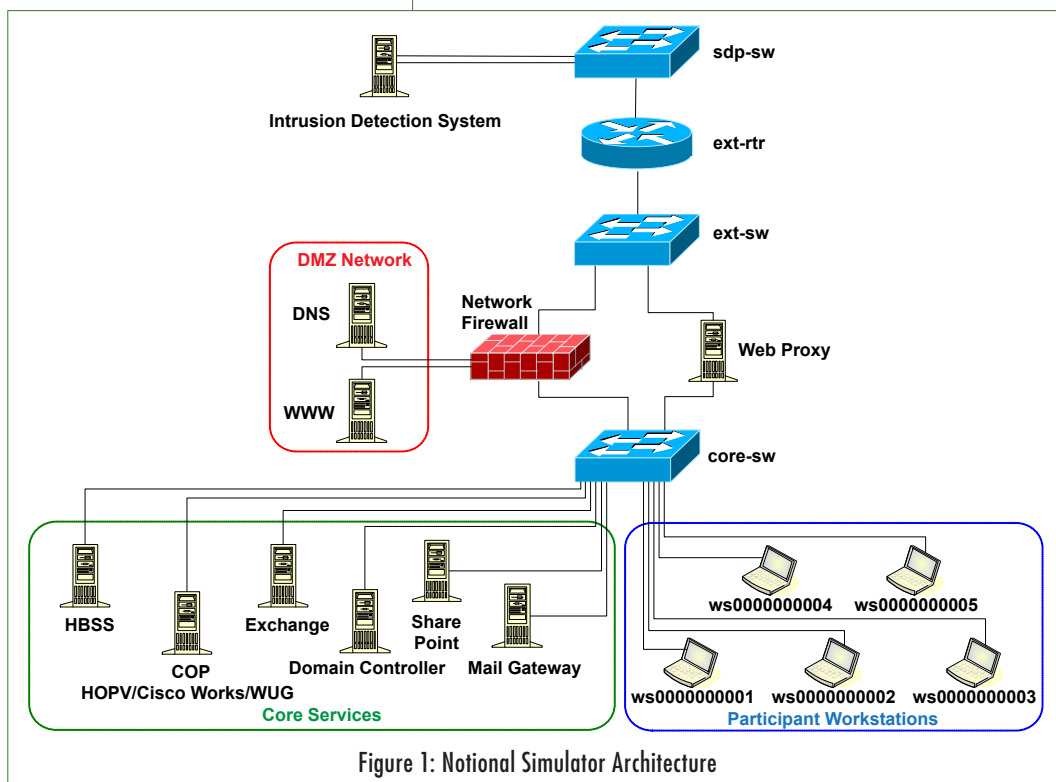 sdp-sw
Intrusion Detection System
ext-rtr
ext-sw
DMZ Network
DNS
Network
Firewall
Web Proxy
WWW
core-sw
HBSS
COP
HOPV/Cisco Works/WUG
Exchange
Domain Controller
Share
Point
Mail Gateway
Core Services
ws0000000004
ws0000000005
ws0000000001
ws0000000002
ws0000000003
Participant Workstations
Figure 1: Notional Simulator Architecture